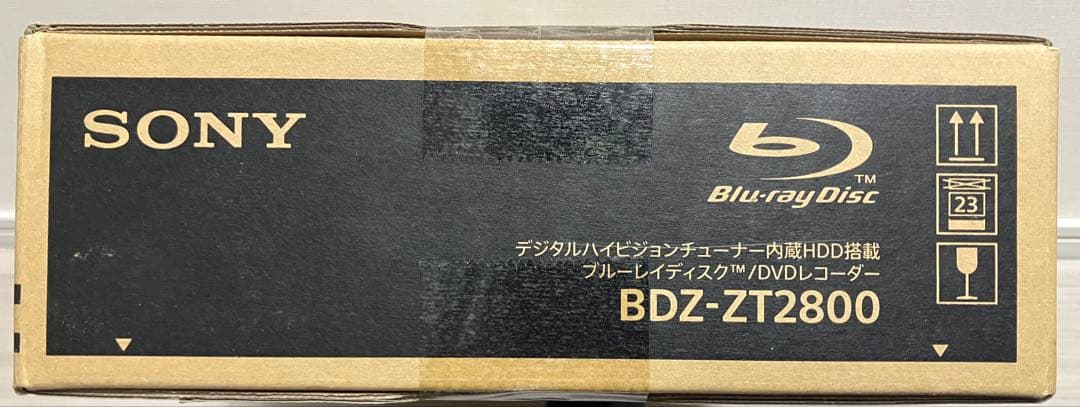 SONY
Blu-ray Disc
TM
23
デジタルハイビジョンチューナー内蔵HDD搭載
ブルーレイディスク™/DVDレコーダー
BDZ-ZT2800